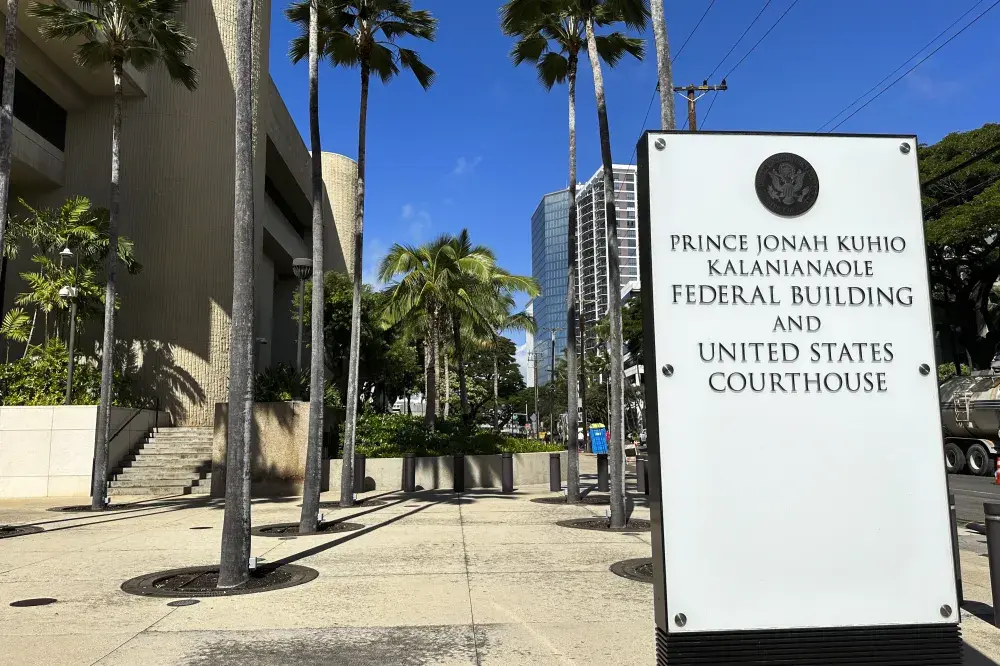 PRINCE JONAH KUHIO
KALANIANAOLE
FEDERAL BUILDING
AND
UNITED STATES
COURTHOUSE